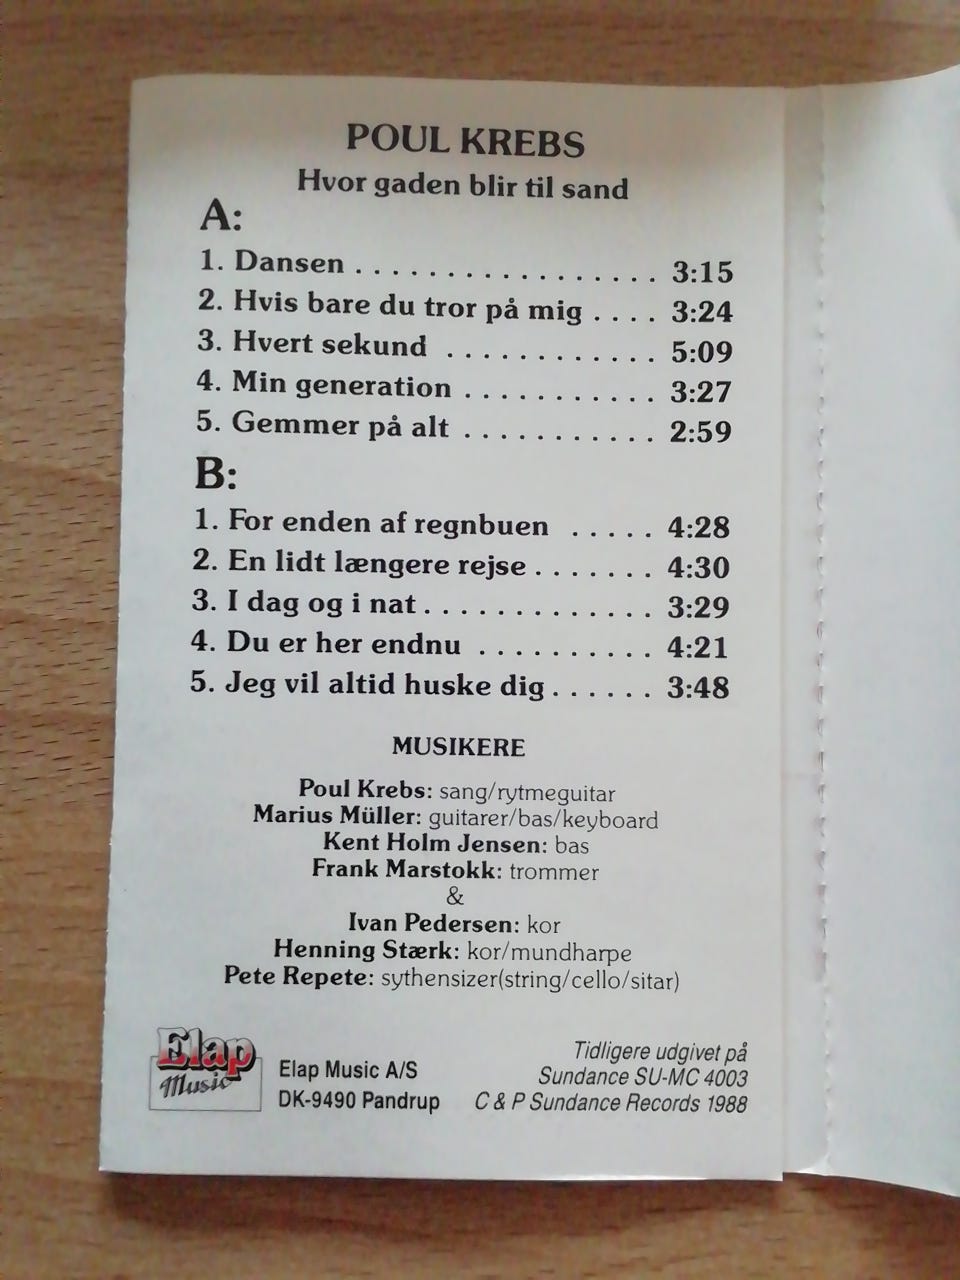 POUL KREBS
Hvor gaden blir til sand
A:
1. Dansen . . . . . . . . . . . . . . . . . 3:15
2. Hvis bare du tror på mig . . . . 3:24
3. Hvert sekund . . . . . . . . . . . . 5:09
4. Min generation . . . . . . . . . . . 3:27
5. Gemmer på alt . . . . . . . . . . . 2:59
B:
1. For enden af regnbuen . . . . . 4:28
2. En lidt længere rejse . . . . . . . 4:30
3. I dag og i nat . . . . . . . . . . . . . 3:29
4. Du er her endnu . . . . . . . . . . 4:21
5. Jeg vil altid huske dig . . . . . . 3:48
MUSIKERE
Poul Krebs: sang/rytmeguitar
Marius Müller: guitarer/bas/keyboard
Kent Holm Jensen: bas
Frank Marstokk: trommer
&
Ivan Pedersen: kor
Henning Stærk: kor/mundharpe
Pete Repete: sythensizer(string/cello/sitar)
Elap
Music
Elap Music A/S
DK-9490 Pandrup
Tidligere udgivet på
Sundance SU-MC 4003
C & P Sundance Records 1988